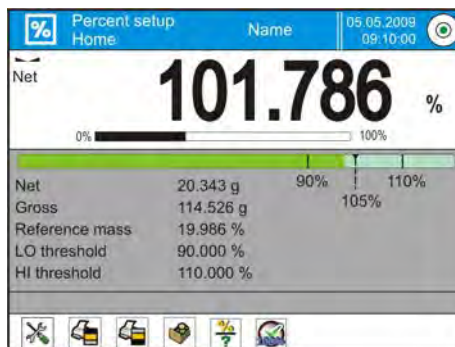 % Percent setup
Home
Name
05.05.2009
09:10:00
Net
101.786 %
0% 100%
90% 110%
105%
Net 20.343 g
Gross 114.526 g
Reference mass 19.986 %
LO threshold 90.000 %
HI threshold 110.000 %
%
?